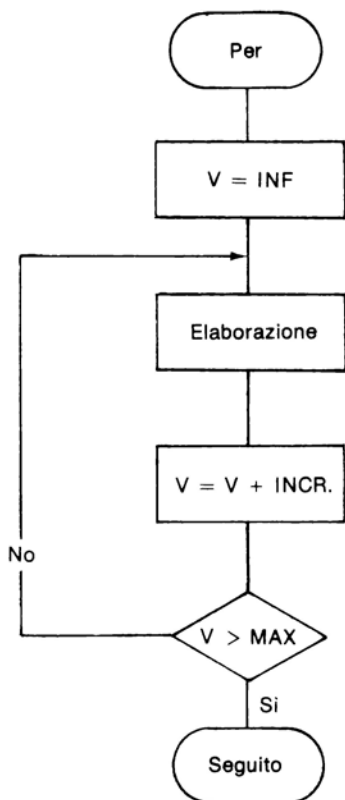 Per
V = INF
Elaborazione
V = V + INCR.
No
V > MAX
Si
Seguito